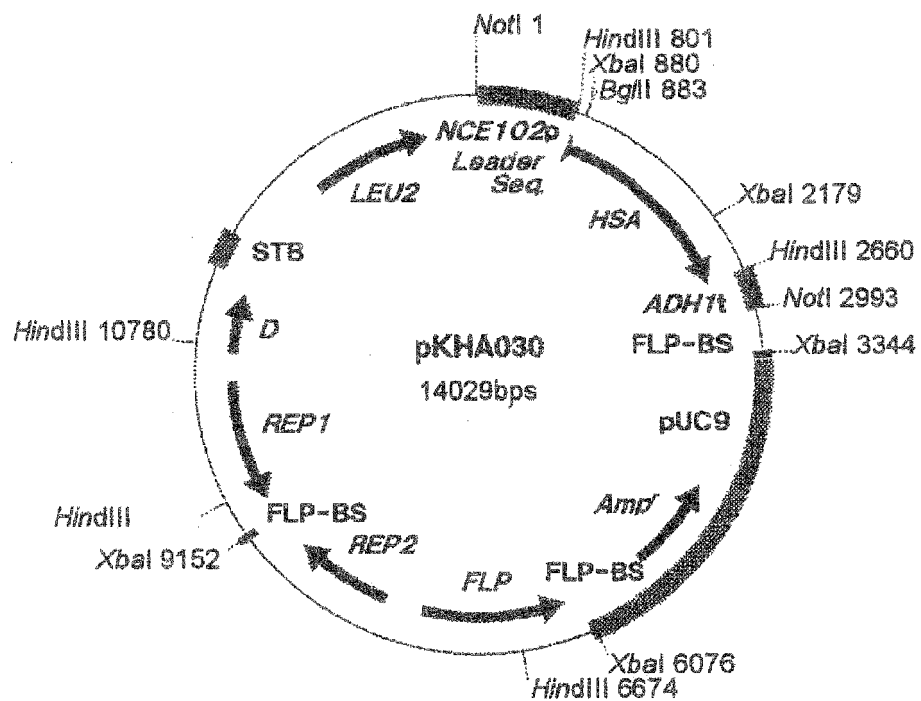 NotI 1
HindIII 801
XbaI 880
BglII 883
NCE102p
Leader
Seq.
LEU2
HSA
XbaI 2179
STB
HindIII 2660
ADH1t
NotI 2993
HindIII 10780
D
pKHA030
FLP-BS
XbaI 3344
14029bps
REP1
pUC9
HindIII
FLP-BS
Ampr
XbaI 9152
REP2
FLP
FLP-BS
XbaI 6076
HindIII 6674